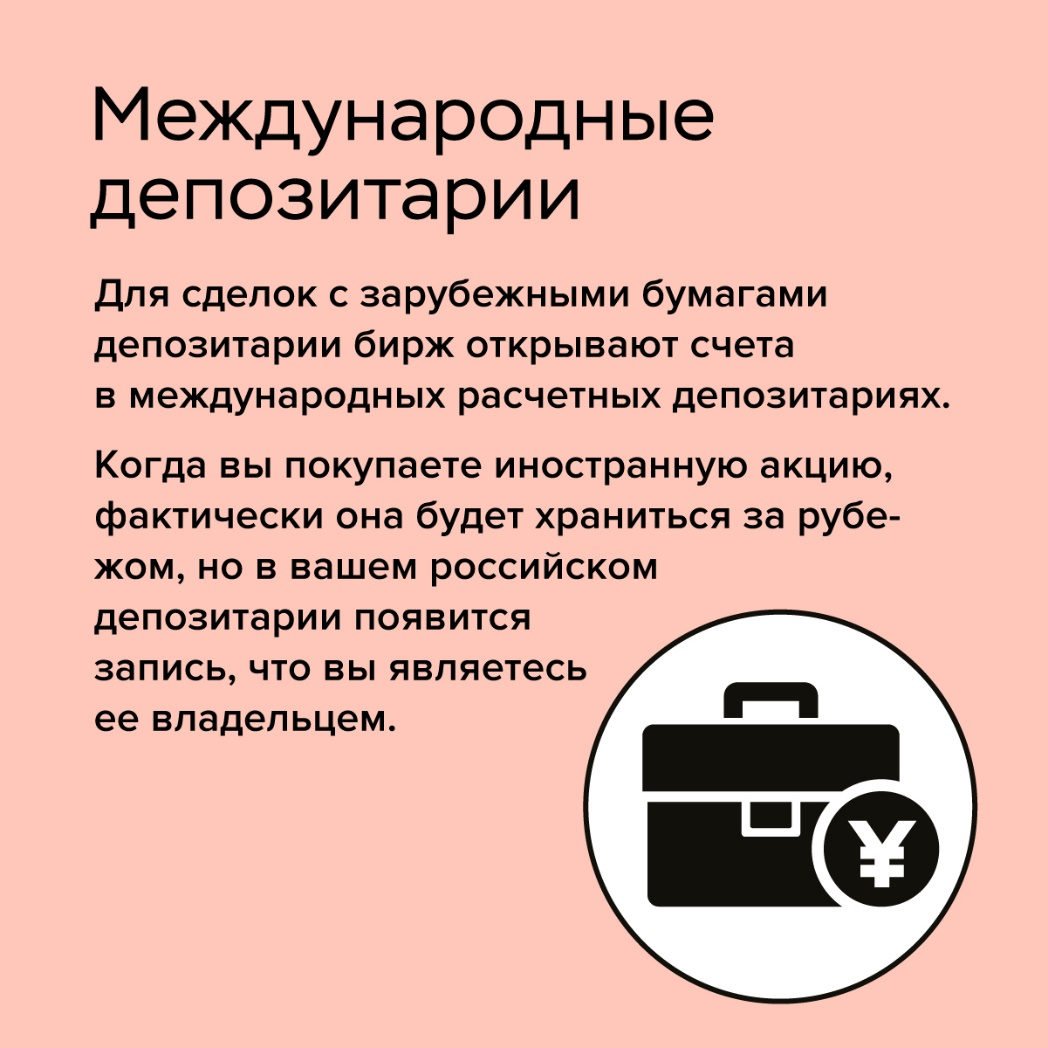 Международные
депозитарии
Для сделок с зарубежными бумагами
депозитарии бирж открывают счета
в международных расчетных депозитариях.
Когда вы покупаете иностранную акцию,
фактически она будет храниться за рубе-
жом, но в вашем российском
депозитарии появится
запись, что вы являетесь
ее владельцем.
¥